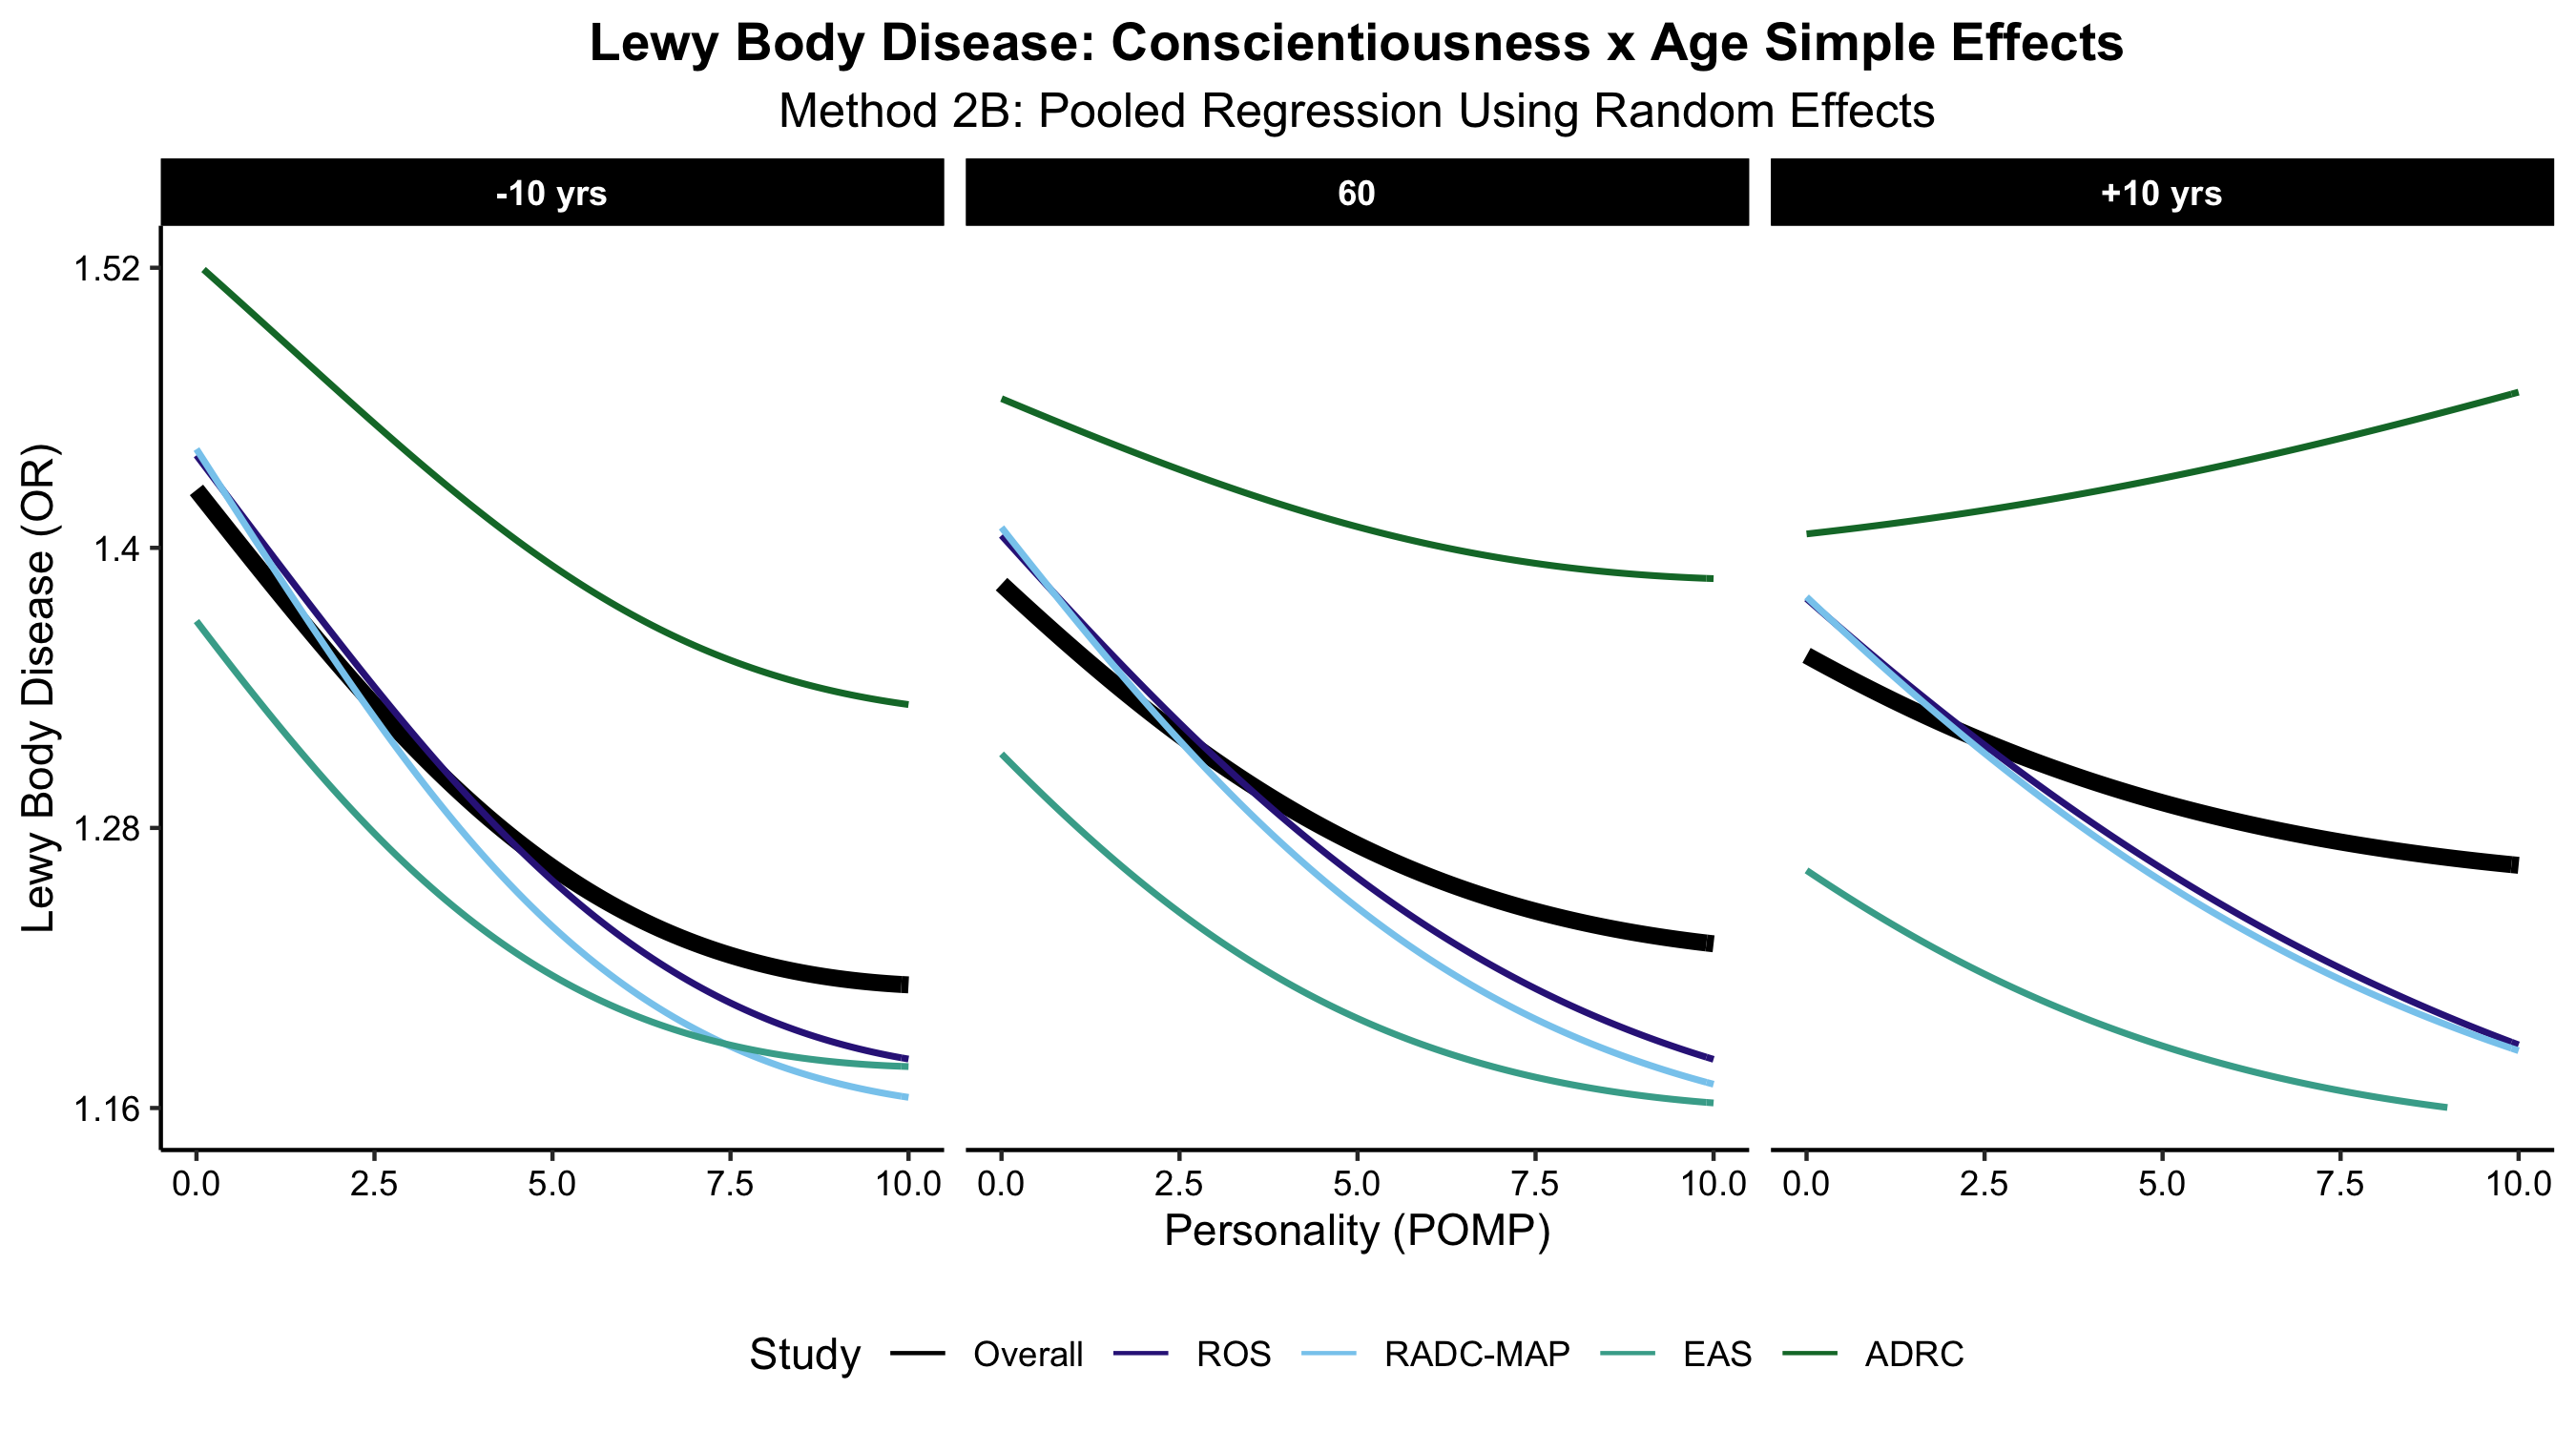 Lewy Body Disease: Conscientiousness x Age Simple Effects
Method 2B: Pooled Regression Using Random Effects
-10 yrs
60
+10 yrs
Lewy Body Disease (OR)
1.52
1.4
1.28
1.16
0.0 2.5 5.0 7.5 10.0
0.0 2.5 5.0 7.5 10.0
0.0 2.5 5.0 7.5 10.0
Personality (POMP)
Study Overall ROS RADC-MAP EAS ADRC